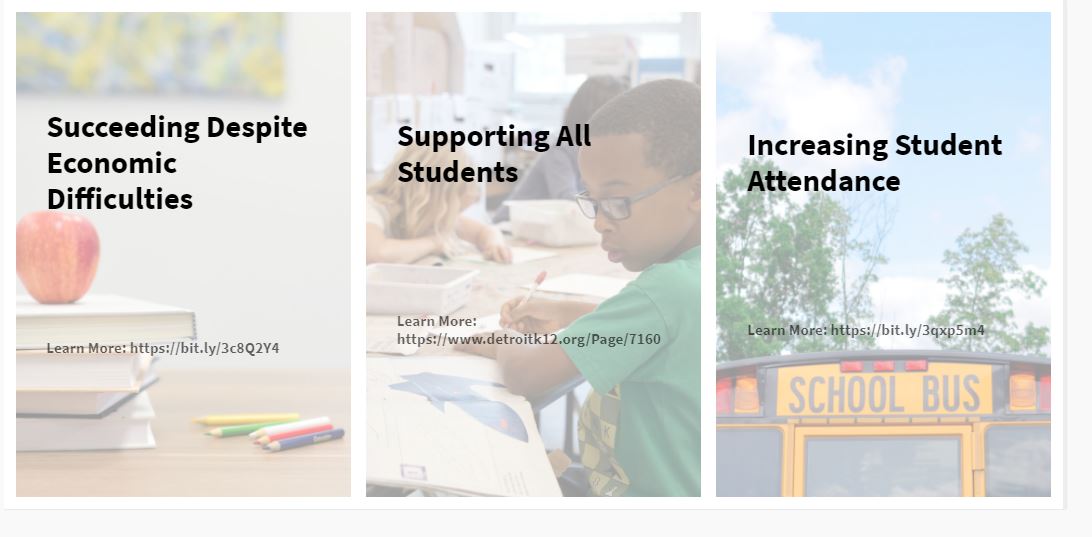 Succeeding Despite
Economic
Difficulties
Learn More: https://bit.ly/3c8Q2Y4
Supporting All
Students
Learn More:
https://www.detroitk12.org/Page/7160
Increasing Student
Attendance
Learn More: https://bit.ly/3qxp5m4
SCHOOL BUS